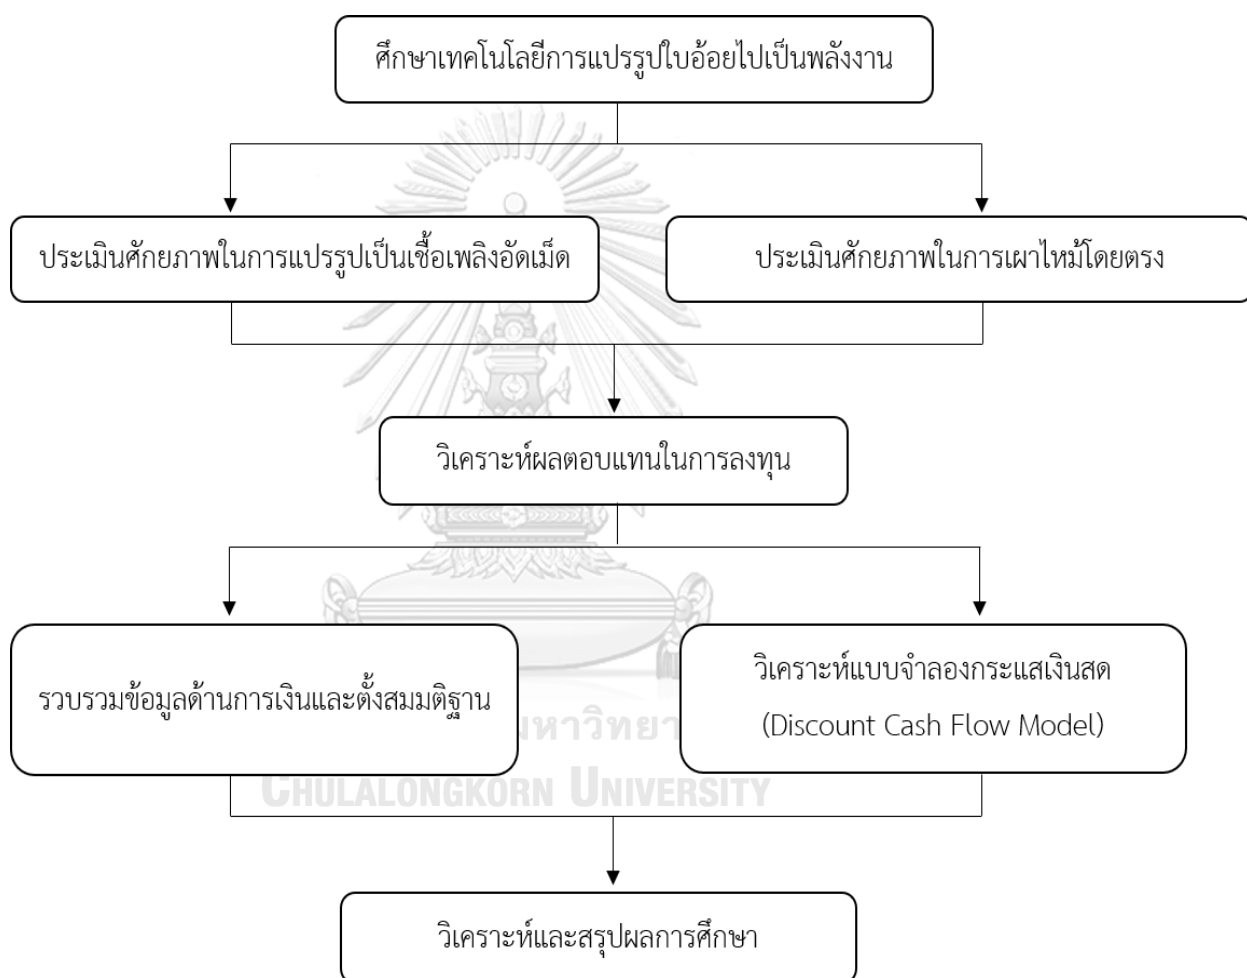 ศึกษาเทคโนโลยีการแปรรูปใบอ้อยไปเป็นพลังงาน
ประเมินศักยภาพในการแปรรูปเป็นเชื้อเพลิงอัดเม็ด
ประเมินศักยภาพในการเผาไหม้โดยตรง
วิเคราะห์ผลตอบแทนในการลงทุน
รวบรวมข้อมูลด้านการเงินและตั้งสมมติฐาน
วิเคราะห์แบบจำลองกระแสเงินสด
(Discount Cash Flow Model)
มหาวิทยา
CHULALONGKORN UNIVERSITY
วิเคราะห์และสรุปผลการศึกษา